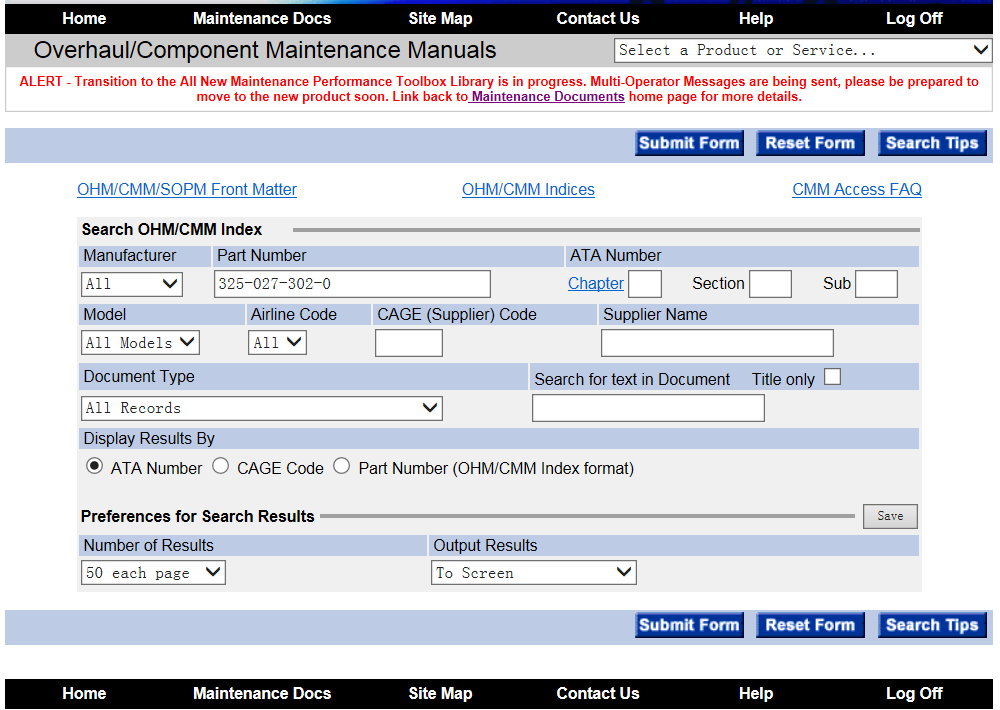 Home Maintenance Docs Site Map Contact Us Help Log Off
Overhaul/Component Maintenance Manuals Select a Product or Service...
ALERT - Transition to the All New Maintenance Performance Toolbox Library is in progress. Multi-Operator Messages are being sent, please be prepared to
move to the new product soon. Link back to Maintenance Documents home page for more details.
Submit Form Reset Form Search Tips
OHM/CMM/SOPM Front Matter OHM/CMM Indices CMM Access FAQ
Search OHM/CMM Index
Manufacturer Part Number ATA Number
All 325-027-302-0 Chapter Section Sub
Model Airline Code CAGE (Supplier) Code Supplier Name
All Models All
Document Type Search for text in Document Title only
All Records
Display Results By
ATA Number CAGE Code Part Number (OHM/CMM Index format)
Preferences for Search Results Save
Number of Results Output Results
50 each page To Screen
Submit Form Reset Form Search Tips
Home Maintenance Docs Site Map Contact Us Help Log Off